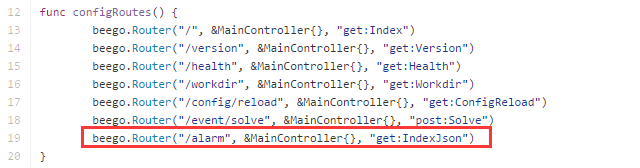 12 func configRoutes() {
13 beego.Router("/", &MainController{}, "get:Index")
14 beego.Router("/version", &MainController{}, "get:Version")
15 beego.Router("/health", &MainController{}, "get:Health")
16 beego.Router("/workdir", &MainController{}, "get:Workdir")
17 beego.Router("/config/reload", &MainController{}, "get:ConfigReload")
18 beego.Router("/event/solve", &MainController{}, "post:Solve")
19 beego.Router("/alarm", &MainController{}, "get:IndexJson")
20 }